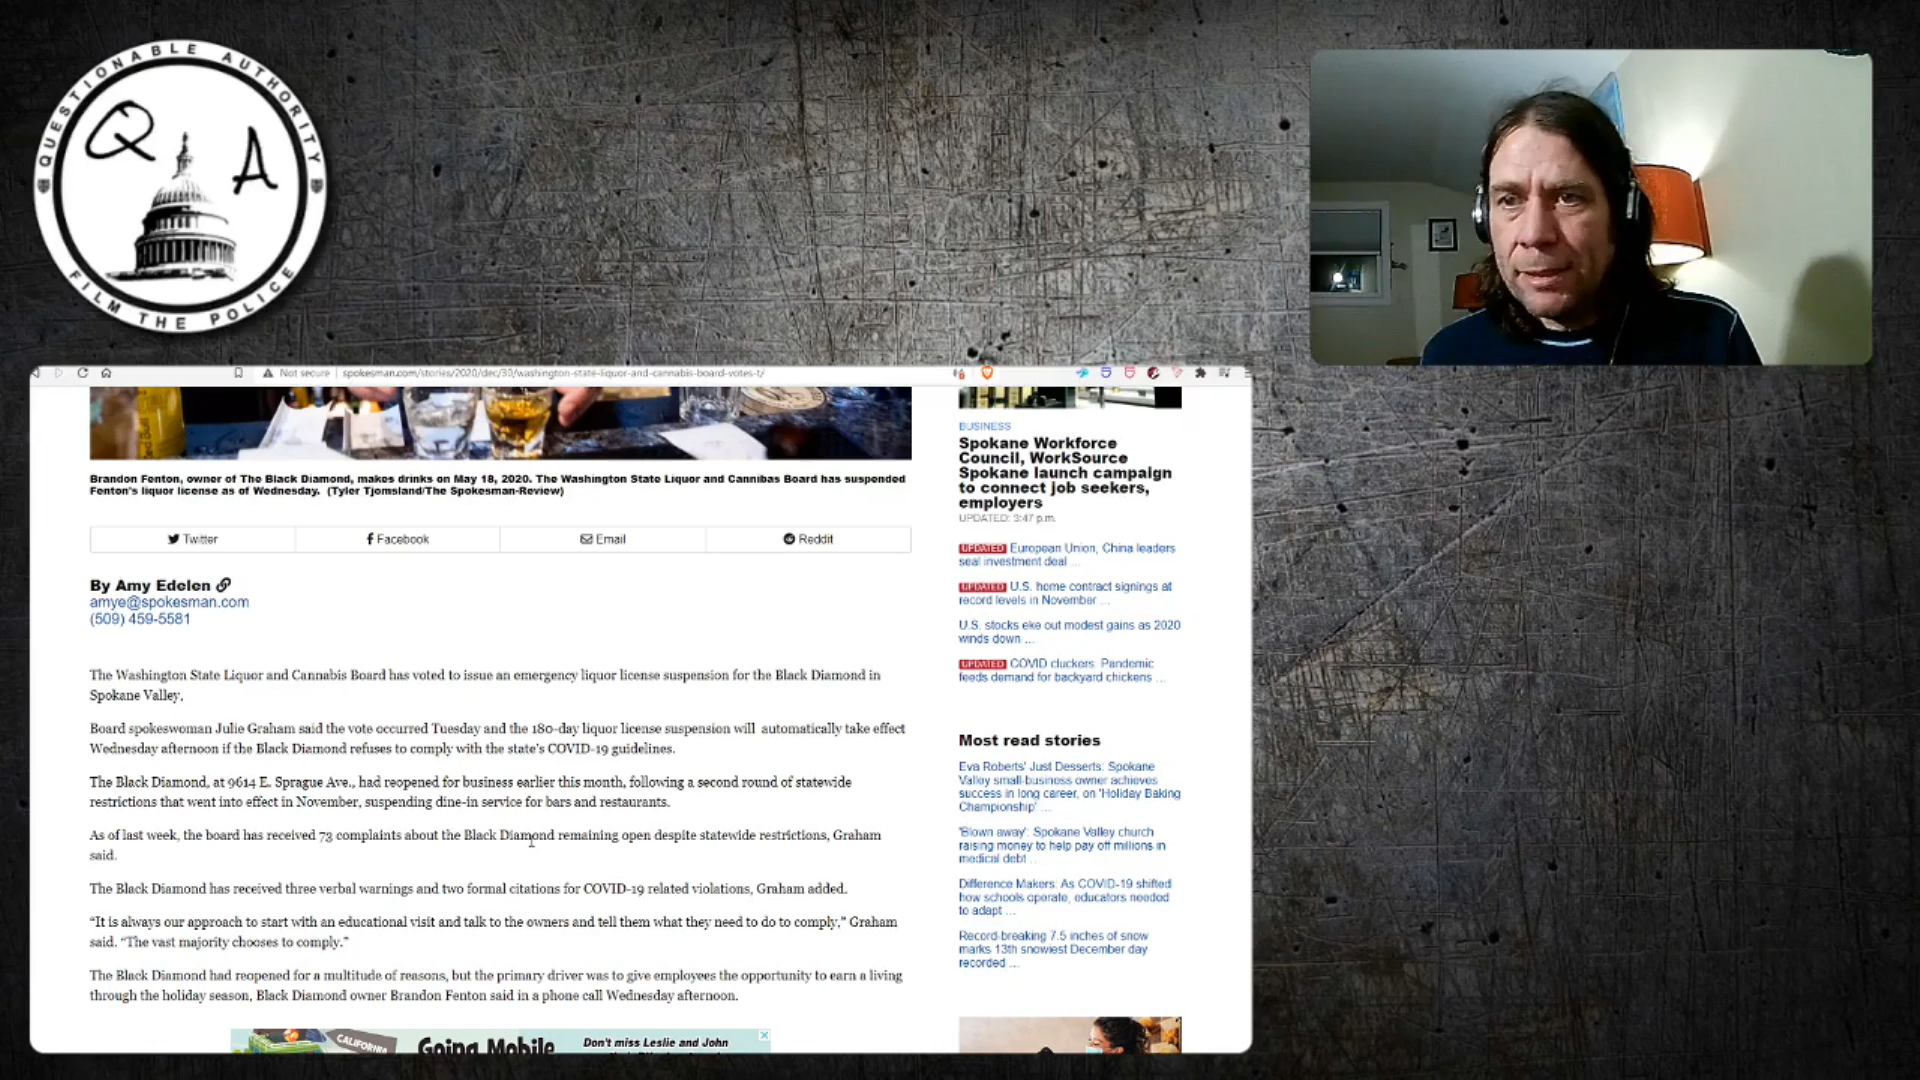 QUESTIONABLE AUTHORITY
Q A
FILM THE POLICE
Not secure | spokesman.com/stories/2020/dec/30/washington-state-liquor-and-cannabis-board-votes-t/
Brandon Fenton, owner of The Black Diamond, makes drinks on May 18, 2020. The Washington State Liquor and Cannibas Board has suspended
Fenton's liquor license as of Wednesday. (Tyler Tjomsland/The Spokesman-Review)
Twitter
Facebook
Email
Reddit
By Amy Edelen
amye@spokesman.com
(509) 459-5581
The Washington State Liquor and Cannabis Board has voted to issue an emergency liquor license suspension for the Black Diamond in
Spokane Valley,
Board spokeswoman Julie Graham said the vote occurred Tuesday and the 180-day liquor license suspension will automatically take effect
Wednesday afternoon if the Black Diamond refuses to comply with the state's COVID-19 guidelines.
The Black Diamond, at 9614 E. Sprague Ave., had reopened for business earlier this month, following a second round of statewide
restrictions that went into effect in November, suspending dine-in service for bars and restaurants.
As of last week, the board has received 73 complaints about the Black Diamond remaining open despite statewide restrictions, Graham
said.
The Black Diamond has received three verbal warnings and two formal citations for COVID-19 related violations, Graham added.
“It is always our approach to start with an educational visit and talk to the owners and tell them what they need to do to comply,” Graham
said. “The vast majority chooses to comply.”
The Black Diamond had reopened for a multitude of reasons, but the primary driver was to give employees the opportunity to earn a living
through the holiday season, Black Diamond owner Brandon Fenton said in a phone call Wednesday afternoon.
CALIFORNIA
Going Mobile
Don't miss Leslie and John
BUSINESS
Spokane Workforce
Council, WorkSource
Spokane launch campaign
to connect job seekers,
employers
UPDATED: 3:47 p.m.
UPDATED European Union, China leaders
seal investment deal ...
UPDATED U.S. home contract signings at
record levels in November ...
U.S. stocks eke out modest gains as 2020
winds down ...
UPDATED COVID cluckers: Pandemic
feeds demand for backyard chickens ...
Most read stories
Eva Roberts' Just Desserts: Spokane
Valley small-business owner achieves
success in long career, on 'Holiday Baking
Championship' ...
'Blown away': Spokane Valley church
raising money to help pay off millions in
medical debt ...
Difference Makers: As COVID-19 shifted
how schools operate, educators needed
to adapt ...
Record-breaking 7.5 inches of snow
marks 13th snowiest December day
recorded ...